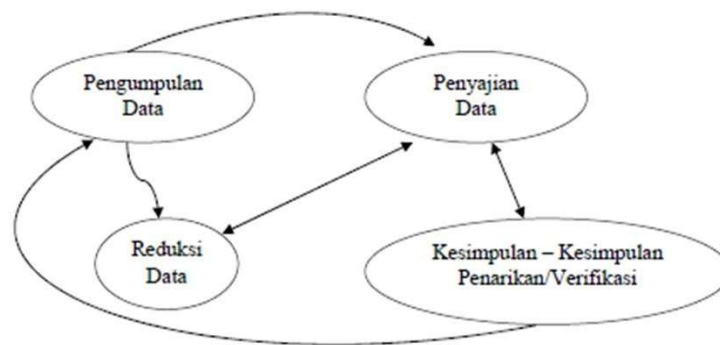 Pengumpulan
Data
Penyajian
Data
Reduksi
Data
Kesimpulan – Kesimpulan
Penarikan/Verifikasi